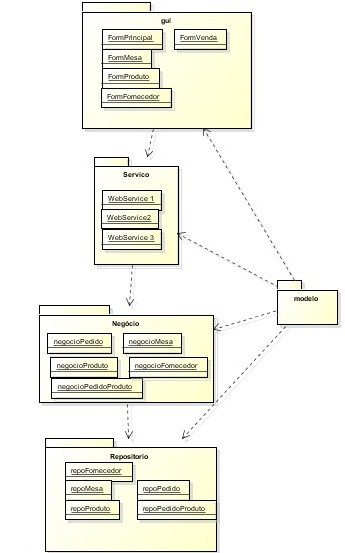 gui
FormPrincipal FormVenda
FormMesa
FormProduto
FormFornecedor
Servico
WebService 1
WebService2
WebService 3
modelo
Negócio
negocioPedido negocioMesa
negocioProduto negocioFornecedor
negocioPedidoProduto
Repositorio
repoFornecedor
repoMesa repoPedido
repoProduto repoPedidoProduto